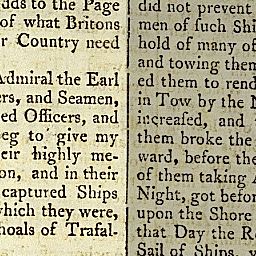 dds to the Page
of what Britons
r Country need
Admiral the Earl
ers, and Seamen,
ed Officers, and
eg to give my
eir highly me-
on, and in their
captured Ships
which they were,
hoals of Trafal-
did not prevent
men of ſuch Shi
hold of many of
and towing them
ed them to rend
in Tow by the N
increaſed, and
them broke the
ward, before the
of them taking A
Night, got befor
upon the Shore
that Day the R
Sail of Ships,